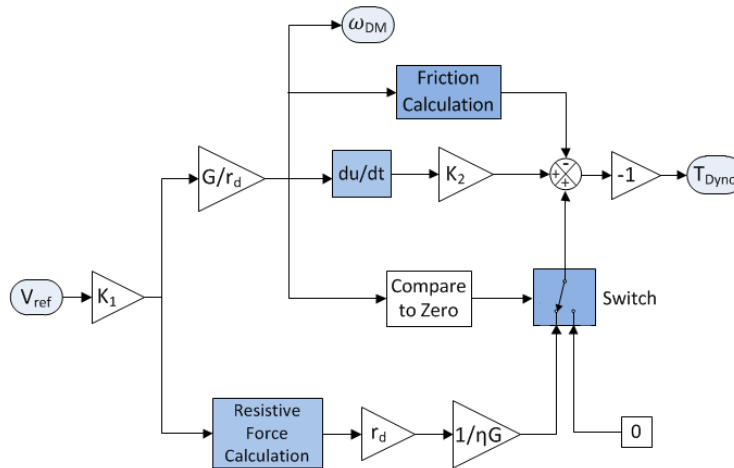 ω_DM
Friction
Calculation
-
G/r_d
du/dt
K_2
+
+
-1
T_Dyno
V_ref
K_1
Compare
to Zero
Switch
Resistive
Force
Calculation
r_d
1/ηG
0